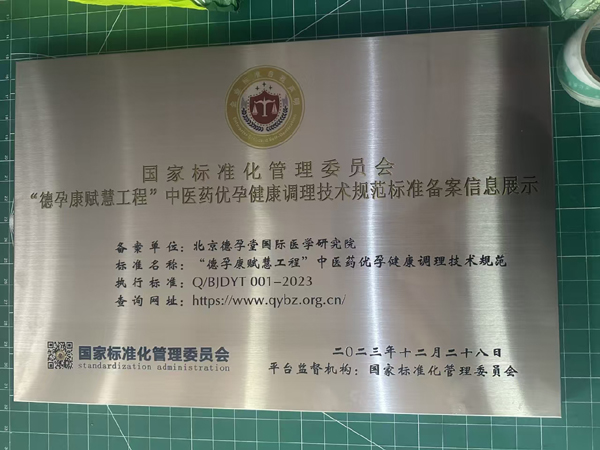 国家标准化管理委员会
“德孕康赋慧工程”中医药优孕健康调理技术规范标准备案信息展示
备案单位：北京德孕堂国际医学研究院
标准名称：“德孕康赋慧工程”中医药优孕健康调理技术规范
执行标准：Q/BJDYT 001-2023
查询网址：https://www.qybz.org.cn/
国家标准化管理委员会
standardization administration
二〇二三年十二月二十八日
平台监督机构：国家标准化管理委员会